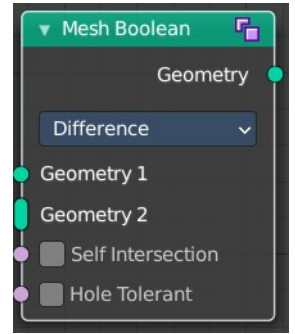 Mesh Boolean
Geometry
Difference
Geometry 1
Geometry 2
Self Intersection
Hole Tolerant